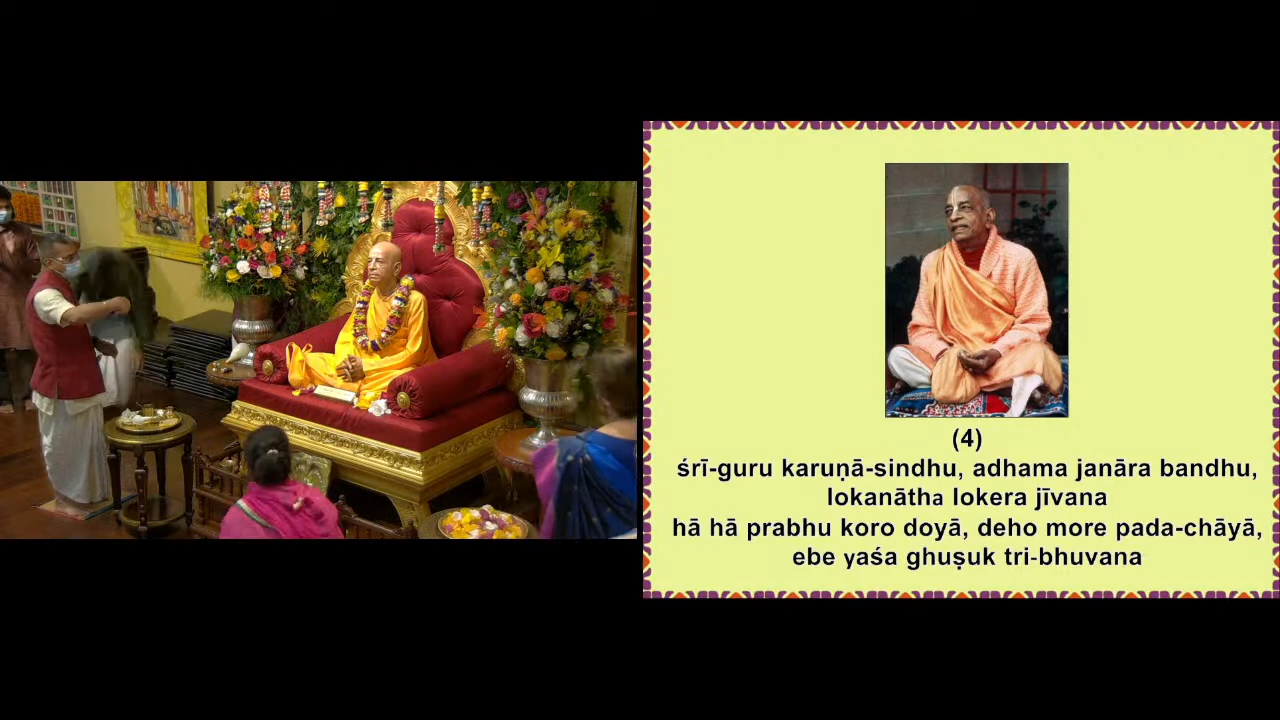 (4)
śrī-guru karuṇā-sindhu, adhama janāra bandhu,
lokanātha lokera jīvana
hā hā prabhu koro doyā, deho more pada-chāyā,
ebe yaśa ghuṣuk tri-bhuvana